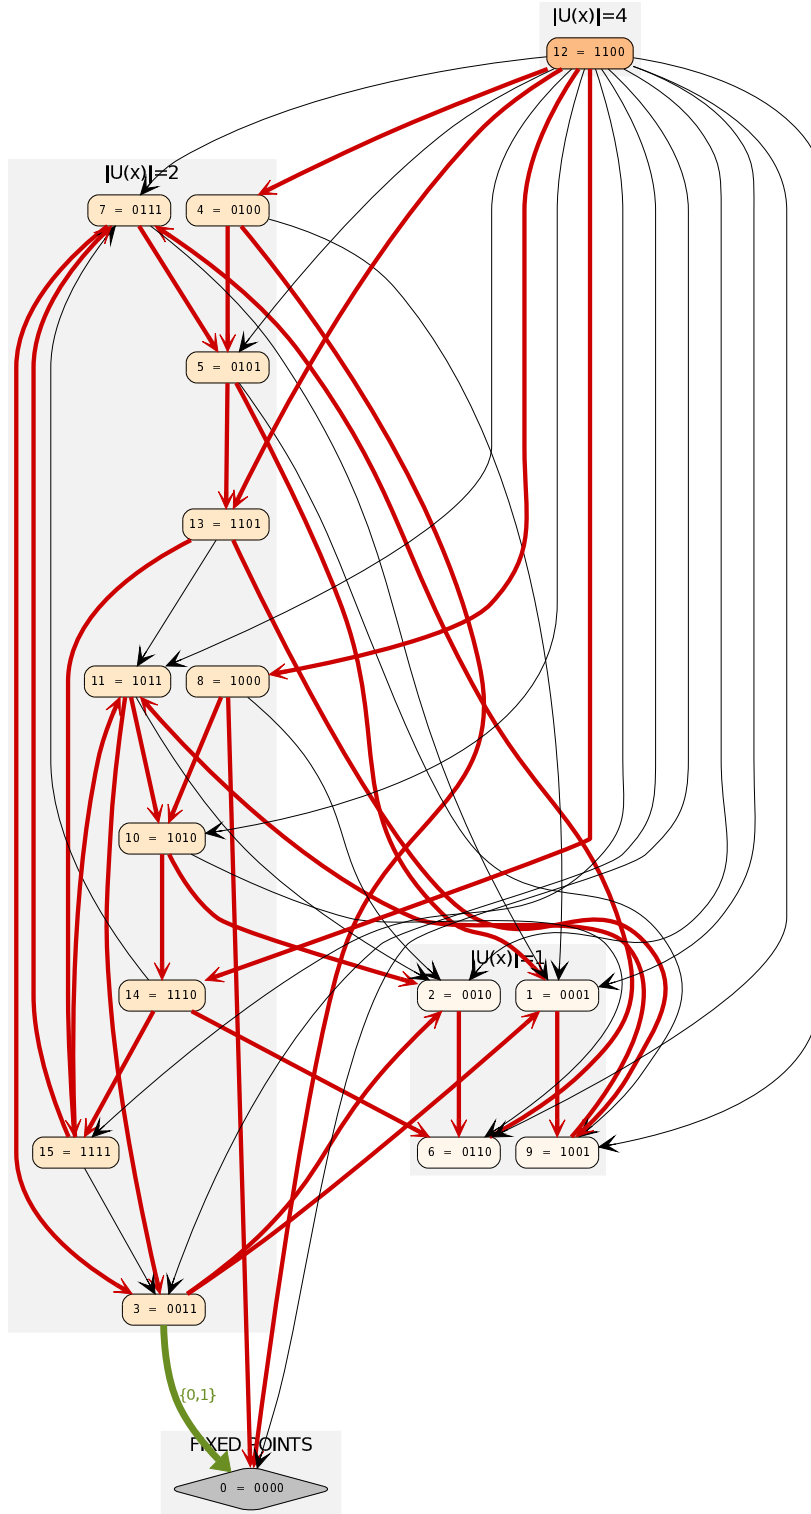 |U(x)|=4
12 = 1100
|U(x)|=2
7 = 0111
4 = 0100
5 = 0101
13 = 1101
11 = 1011
8 = 1000
10 = 1010
|U(x)|=1
14 = 1110
2 = 0010
1 = 0001
15 = 1111
6 = 0110
9 = 1001
3 = 0011
{0,1}
FIXED POINTS
0 = 0000